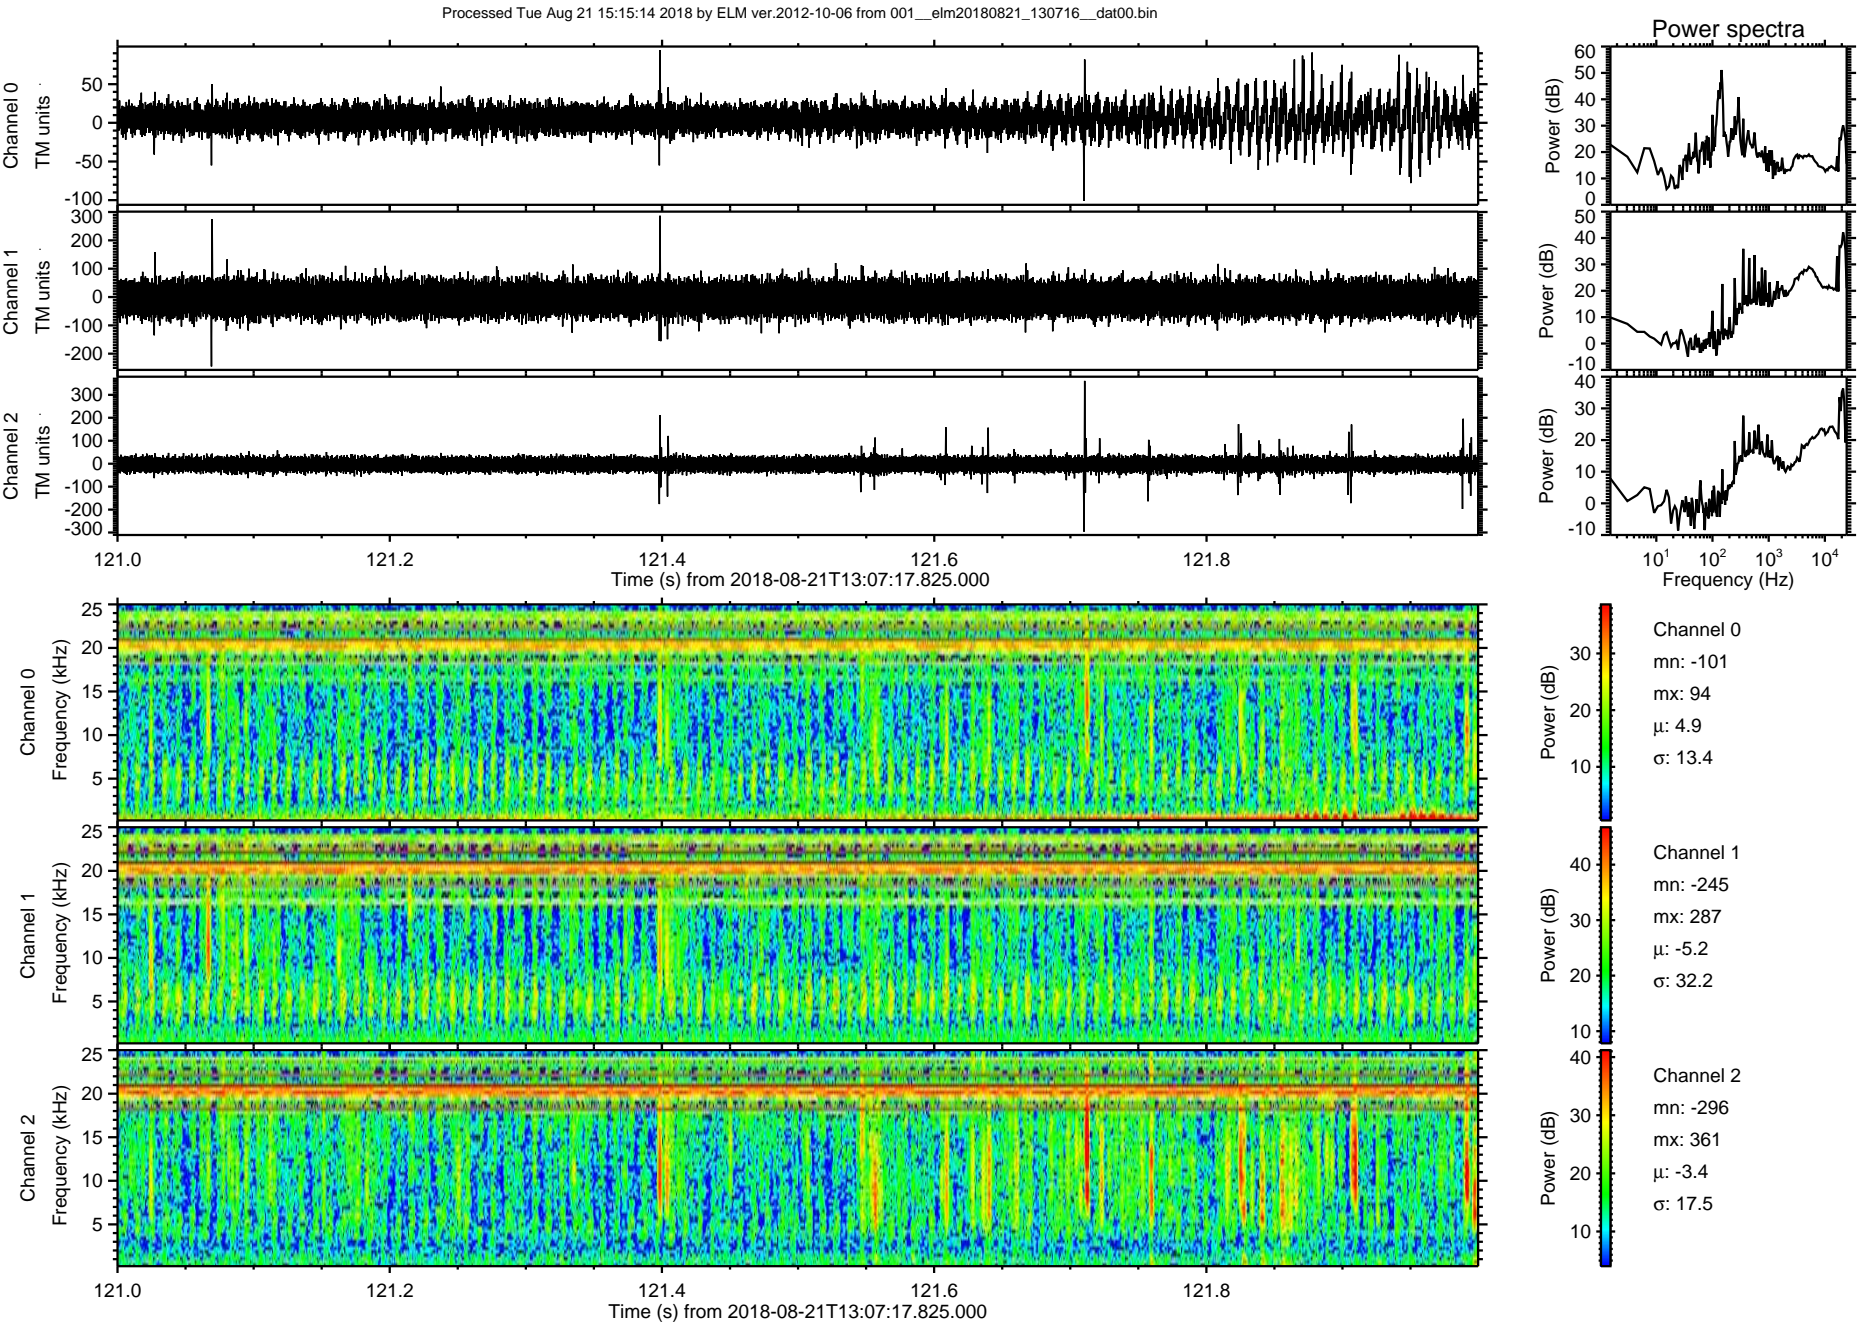 Processed Tue Aug 21 15:15:14 2018 by ELM ver.2012-10-06 from 001__elm20180821_130716__dat00.bin
Power spectra
Channel 0
TM units
50
0
-50
-100
Power (dB)
60
50
40
30
20
10
0
Channel 1
TM units
300
200
100
0
-100
-200
Power (dB)
50
40
30
20
10
0
-10
Channel 2
TM units
300
200
100
0
-100
-200
-300
Power (dB)
40
30
20
10
0
-10
121.0 121.2 121.4 121.6 121.8
Time (s) from 2018-08-21T13:07:17.825.000
10¹ 10² 10³ 10⁴
Frequency (Hz)
Channel 0
Frequency (kHz)
25
20
15
10
5
Power (dB)
30
20
10
Channel 0
mn: -101
mx: 94
μ: 4.9
σ: 13.4
Channel 1
Frequency (kHz)
25
20
15
10
5
Power (dB)
40
30
20
10
Channel 1
mn: -245
mx: 287
μ: -5.2
σ: 32.2
Channel 2
Frequency (kHz)
25
20
15
10
5
Power (dB)
40
30
20
10
Channel 2
mn: -296
mx: 361
μ: -3.4
σ: 17.5
121.0 121.2 121.4 121.6 121.8
Time (s) from 2018-08-21T13:07:17.825.000